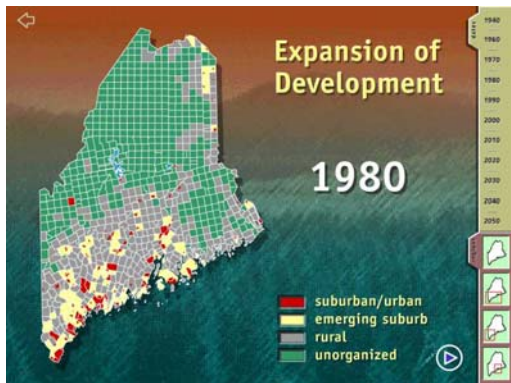 Expansion of
Development
1980
suburban/urban
emerging suburb
rural
unorganized
1940
1960
1970
1980
1990
2000
2010
2020
2030
2040
2050